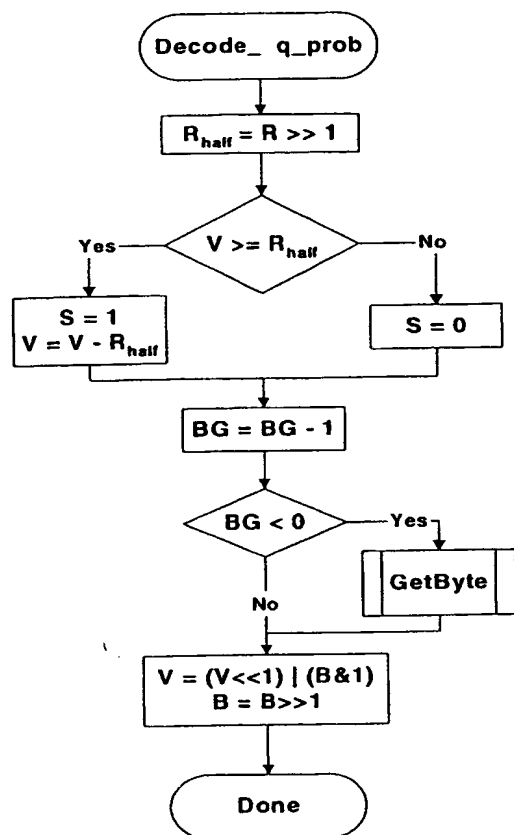 Decode_ q_prob
R_half = R >> 1
V >= R_half
Yes
No
S = 1
V = V - R_half
S = 0
BG = BG - 1
BG < 0
Yes
GetByte
No
V = (V<<1) | (B&1)
B = B>>1
Done